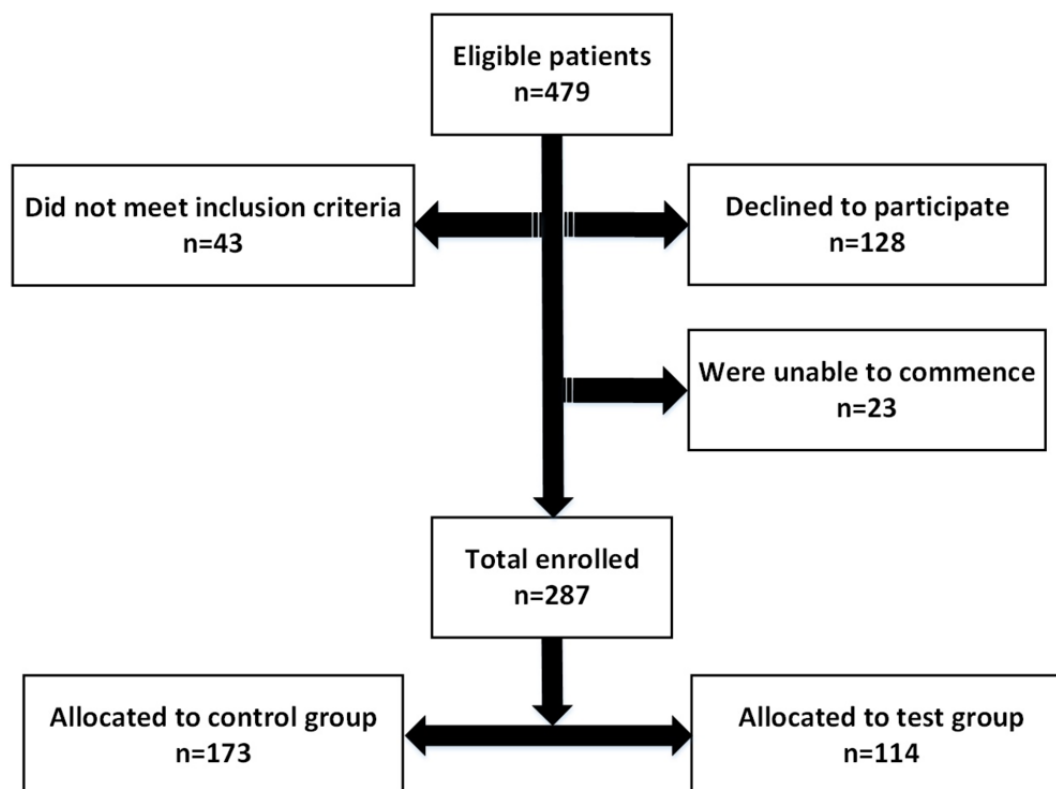 Eligible patients
n=479
Did not meet inclusion criteria
n=43
Declined to participate
n=128
Were unable to commence
n=23
Total enrolled
n=287
Allocated to control group
n=173
Allocated to test group
n=114